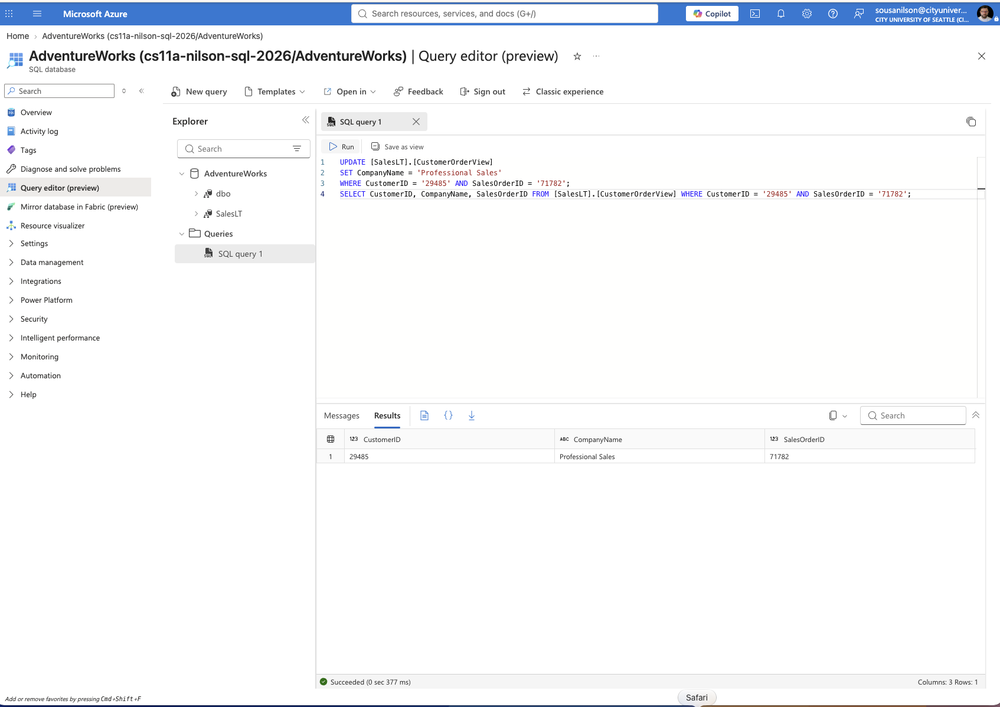 Microsoft Azure
Search resources, services, and docs (G+/)
Copilot
sousanilson@cityuniver...
CITY UNIVERSITY OF SEATTLE (CI...
Home > AdventureWorks (cs11a-nilson-sql-2026/AdventureWorks)
AdventureWorks (cs11a-nilson-sql-2026/AdventureWorks) | Query editor (preview)
SQL database
Search
Overview
Activity log
Tags
Diagnose and solve problems
Query editor (preview)
Mirror database in Fabric (preview)
Resource visualizer
Settings
Data management
Integrations
Power Platform
Security
Intelligent performance
Monitoring
Automation
Help
New query Templates Open in Feedback Sign out Classic experience
Explorer
Search
AdventureWorks
dbo
SalesLT
Queries
SQL query 1
SQL query 1
Run Save as view
1 UPDATE [SalesLT].[CustomerOrderView]
2 SET CompanyName = 'Professional Sales'
3 WHERE CustomerID = '29485' AND SalesOrderID = '71782';
4 SELECT CustomerID, CompanyName, SalesOrderID FROM [SalesLT].[CustomerOrderView] WHERE CustomerID = '29485' AND SalesOrderID = '71782';
Messages Results
Search
123 CustomerID ABC CompanyName 123 SalesOrderID
1 29485 Professional Sales 71782
Succeeded (0 sec 377 ms)
Columns: 3 Rows: 1
Add or remove favorites by pressing Cmd+Shift+F
Safari